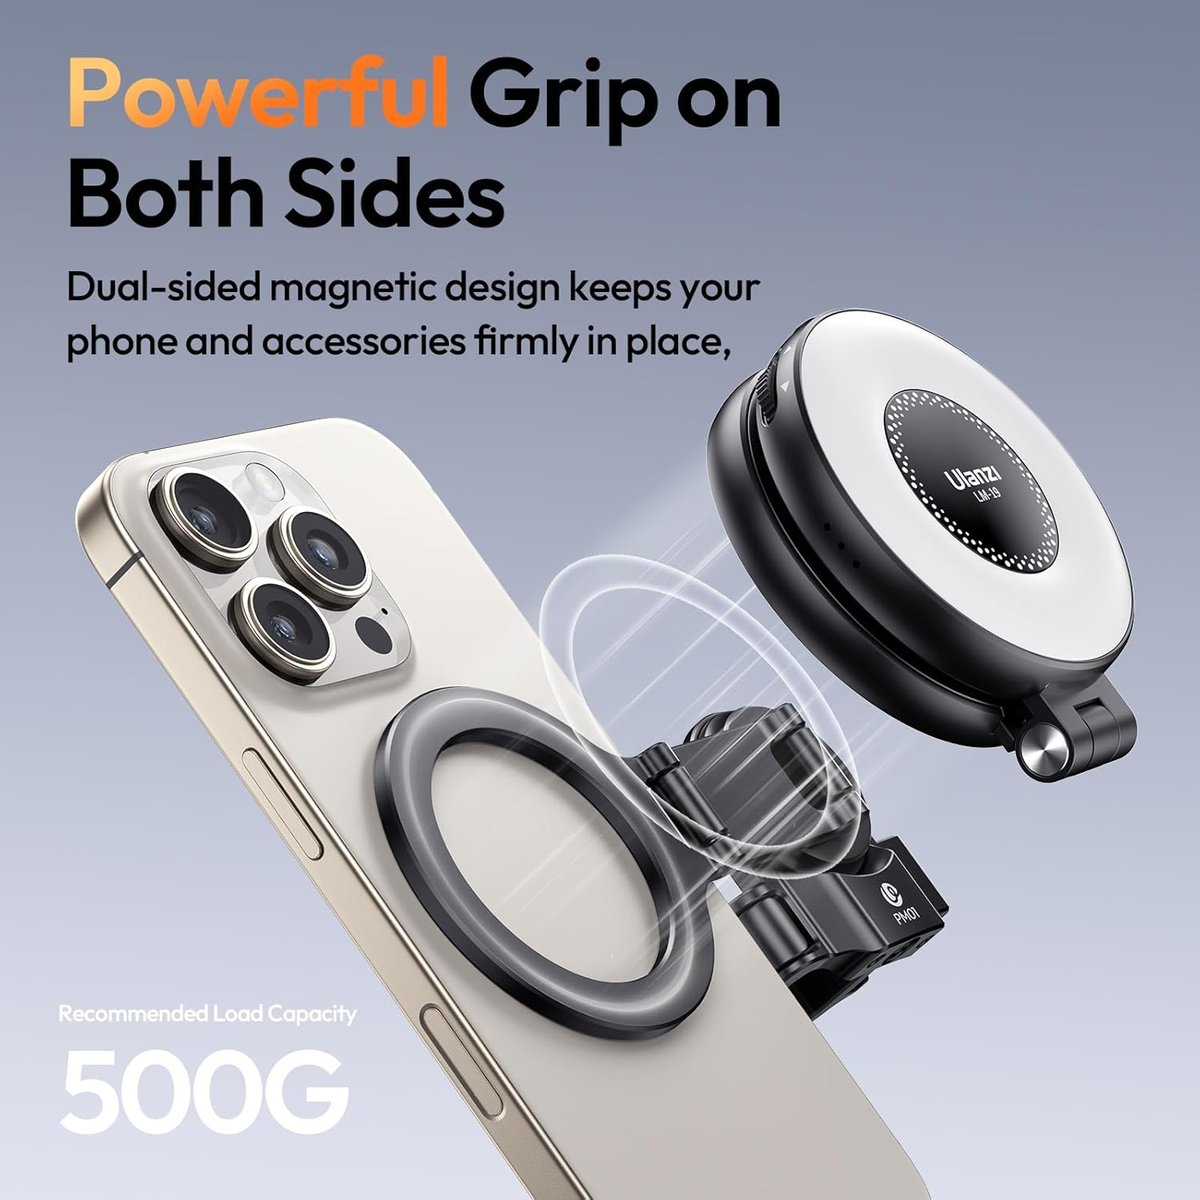 Powerful Grip on
Both Sides
Dual-sided magnetic design keeps your
phone and accessories firmly in place,
Ulanzi
LM-19
PM01
Recommended Load Capacity
500G